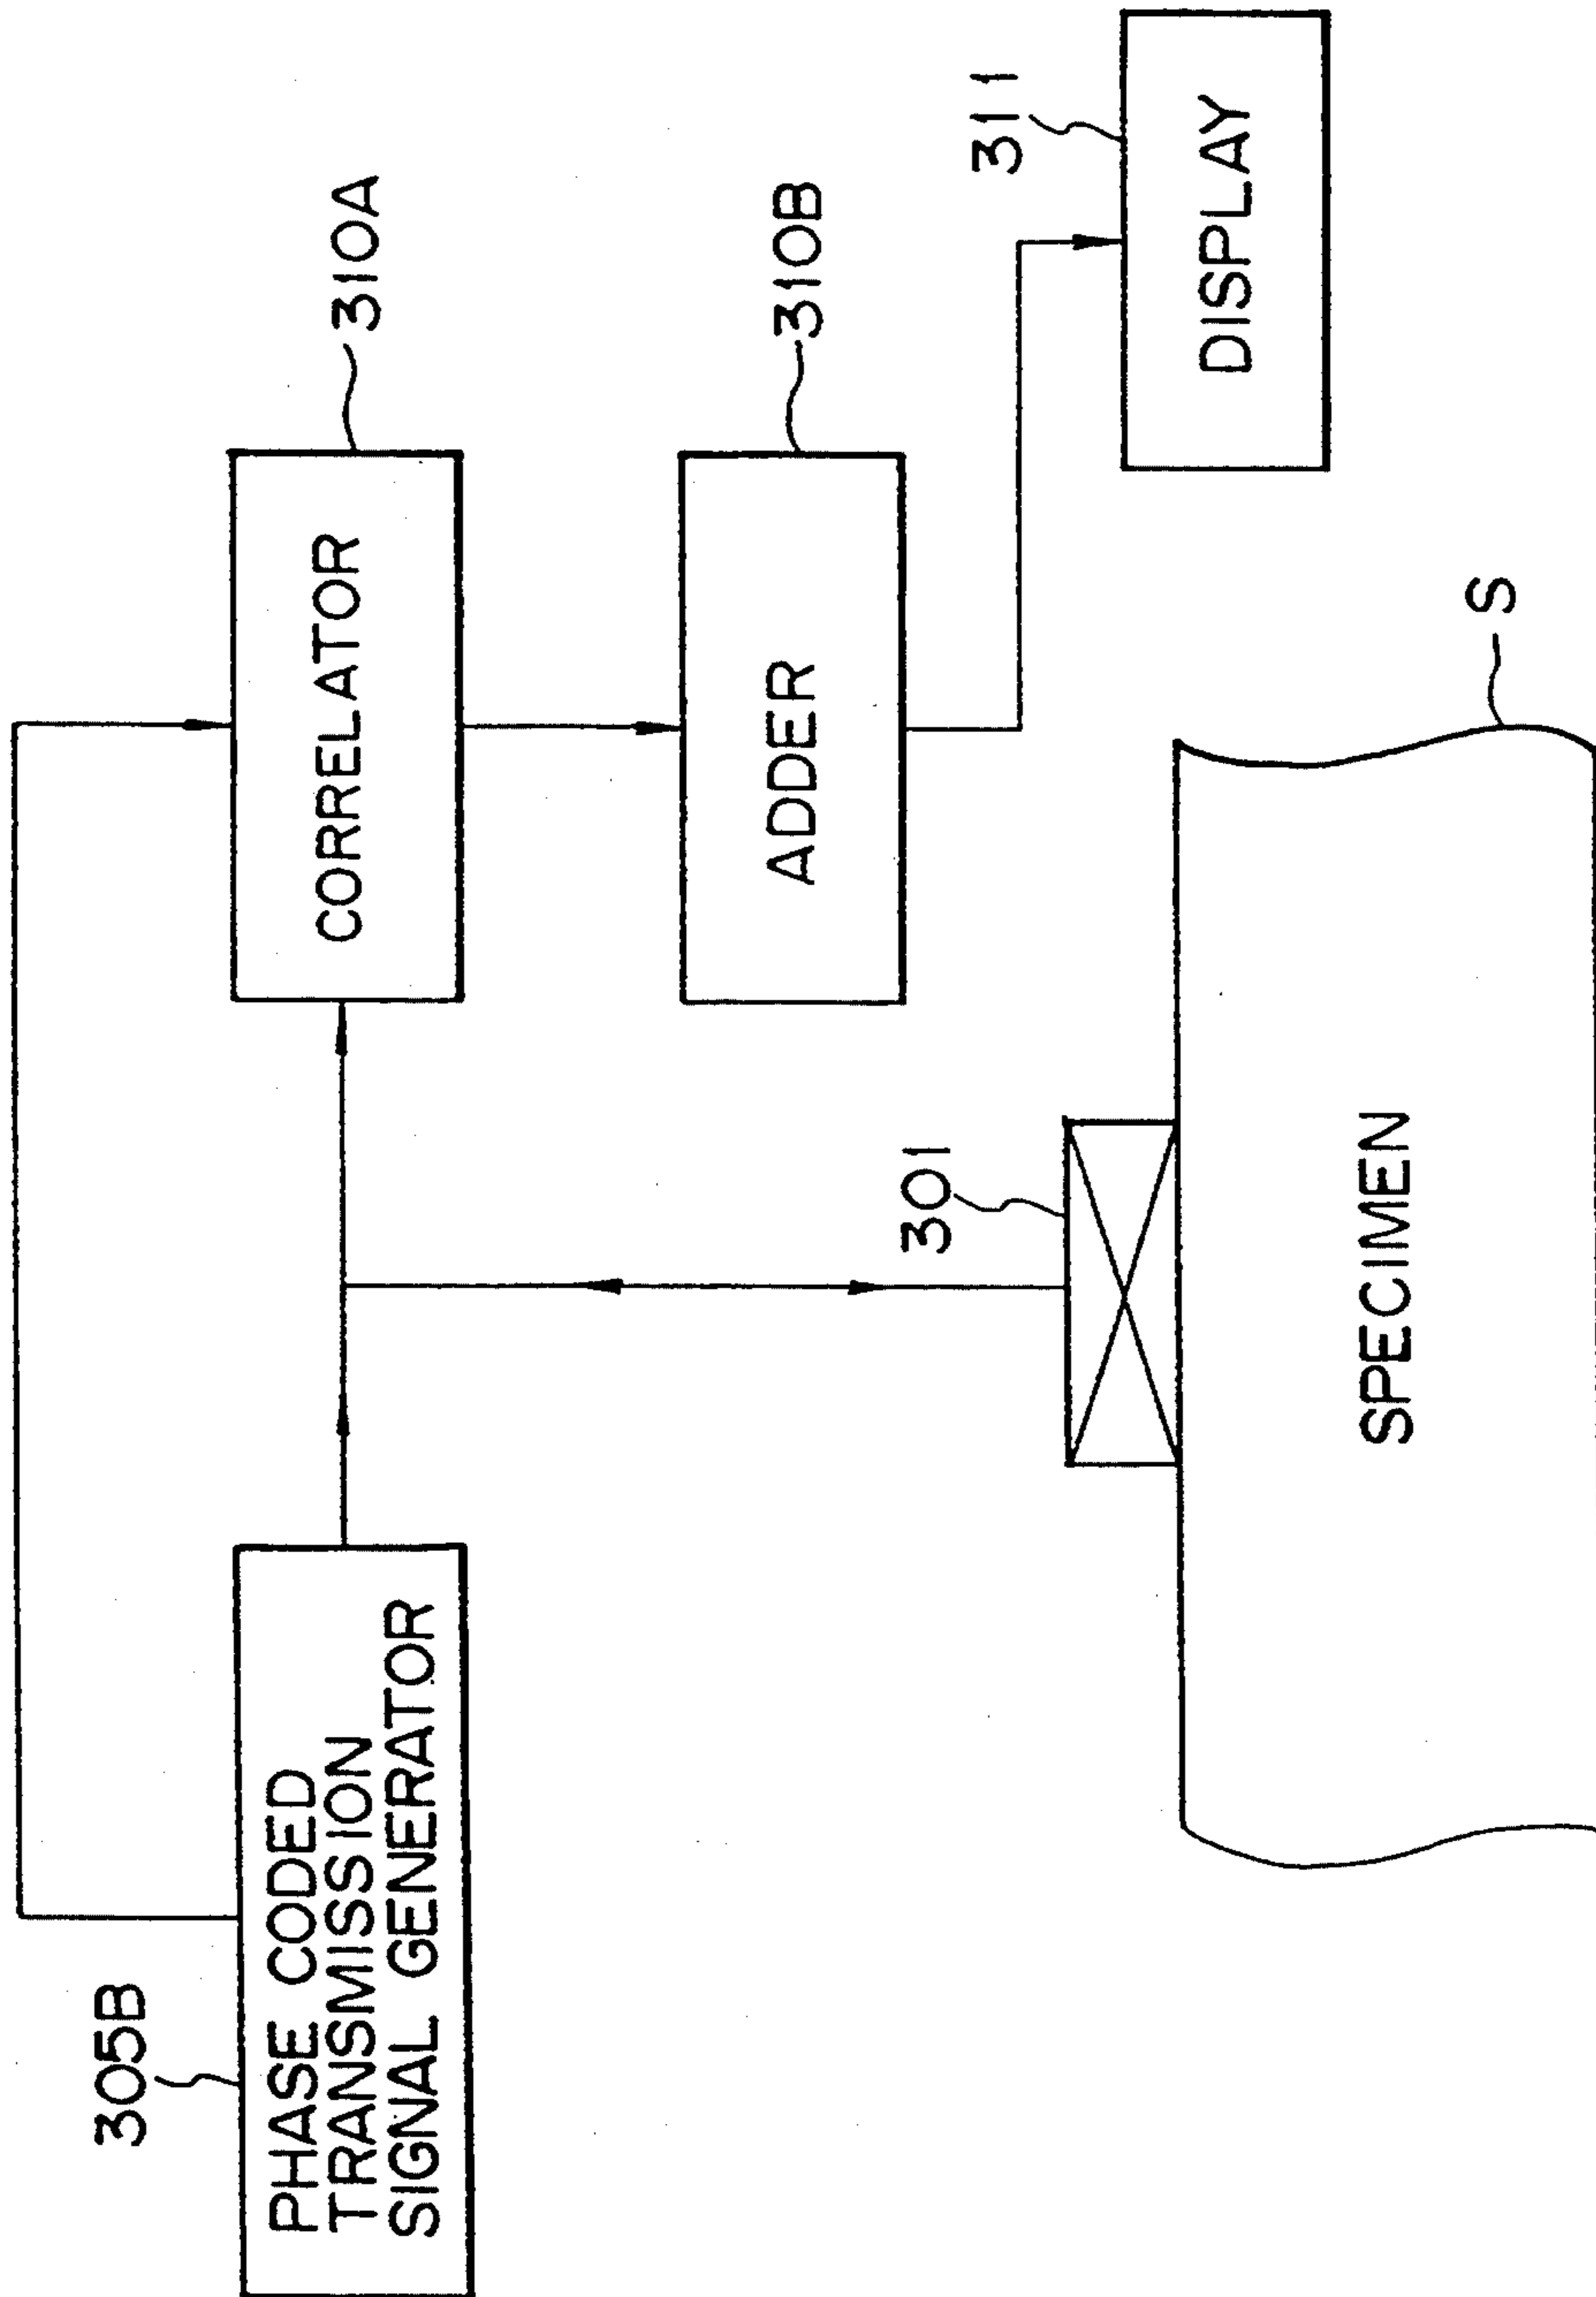 305B
PHASE CODED
TRANSMISSION
SIGNAL GENERATOR
CORRELATOR
310A
ADDER
310B
301
311
DISPLAY
SPECIMEN
S